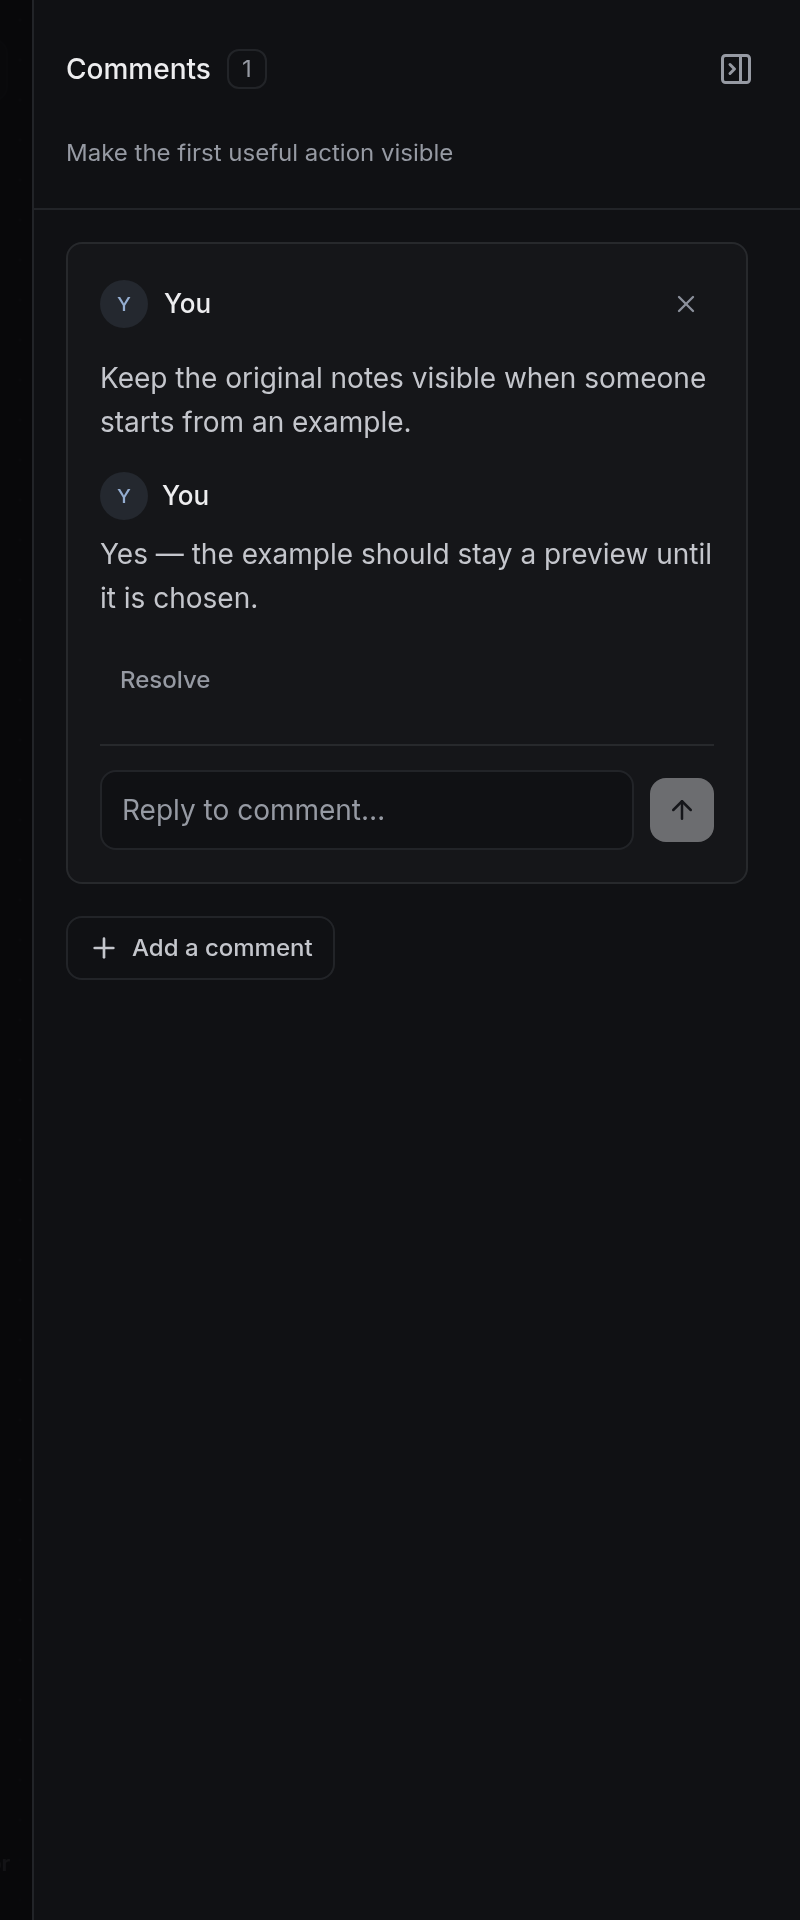 Comments 1
Make the first useful action visible
Y You
Keep the original notes visible when someone
starts from an example.
Y You
Yes — the example should stay a preview until
it is chosen.
Resolve
Reply to comment...
Add a comment